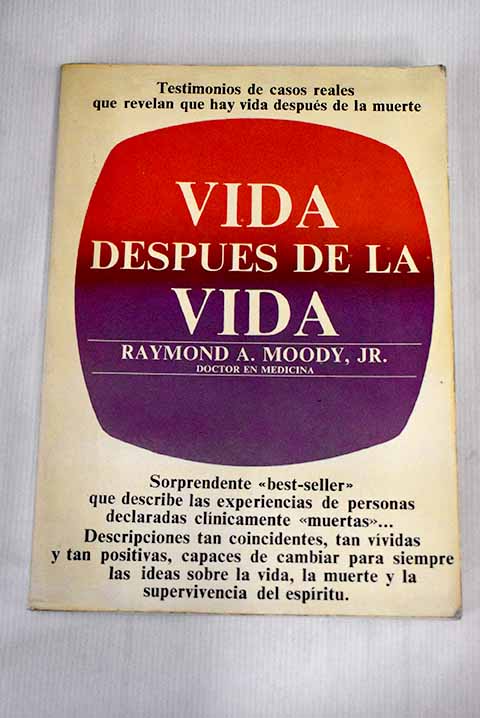 Testimonios de casos reales
que revelan que hay vida después de la muerte
VIDA
DESPUES DE LA
VIDA
RAYMOND A. MOODY, JR.
DOCTOR EN MEDICINA
Sorprendente «best-seller»
que describe las experiencias de personas
declaradas clínicamente «muertas»...
Descripciones tan coincidentes, tan vívidas
y tan positivas, capaces de cambiar para siempre
las ideas sobre la vida, la muerte y la
supervivencia del espíritu.